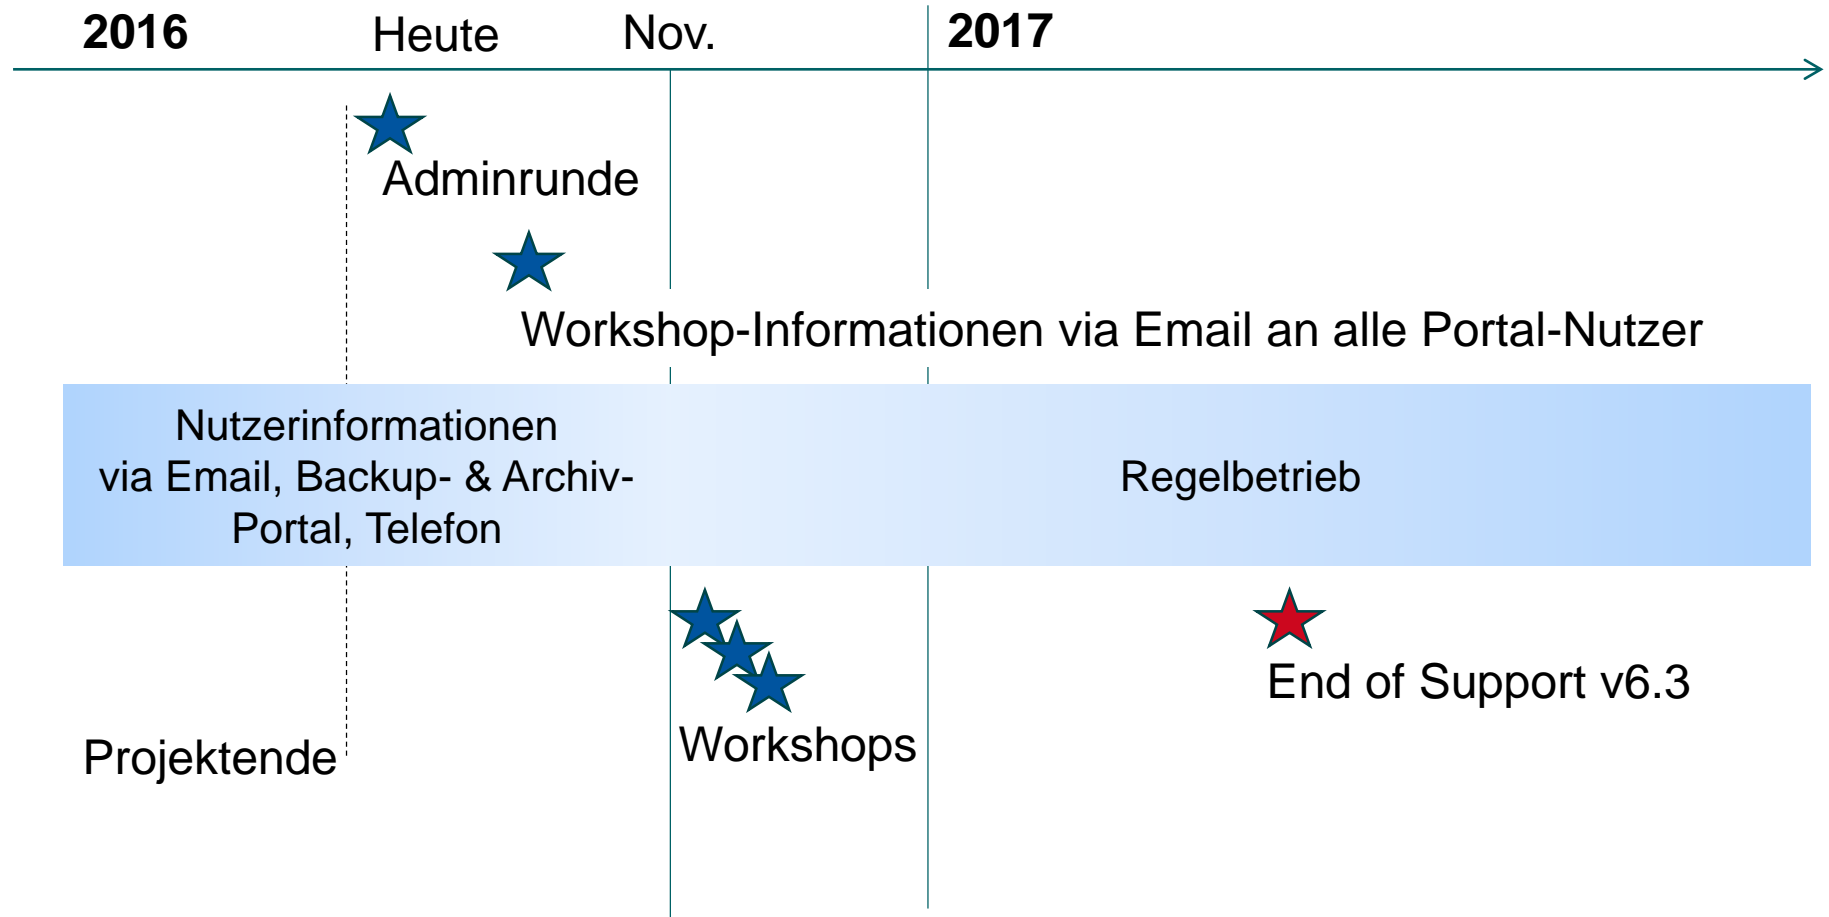 2016 Heute Nov. 2017
Adminrunde
Workshop-Informationen via Email an alle Portal-Nutzer
Nutzerinformationen
via Email, Backup- & Archiv-
Portal, Telefon
Regelbetrieb
End of Support v6.3
Workshops
Projektende